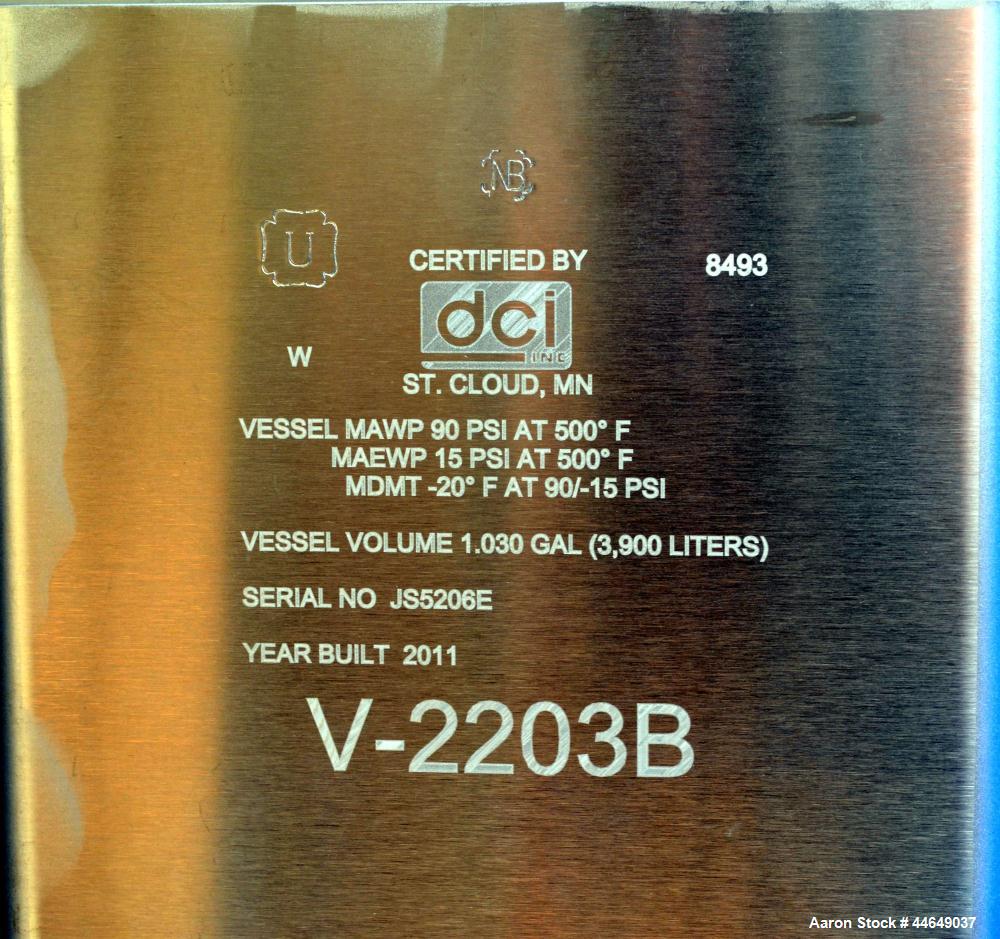 NB
U
CERTIFIED BY 8493
dci
INC
W
ST. CLOUD, MN
VESSEL MAWP 90 PSI AT 500° F
MAEWP 15 PSI AT 500° F
MDMT -20° F AT 90/-15 PSI
VESSEL VOLUME 1.030 GAL (3,900 LITERS)
SERIAL NO JS5206E
YEAR BUILT 2011
V-2203B
Aaron Stock # 44649037